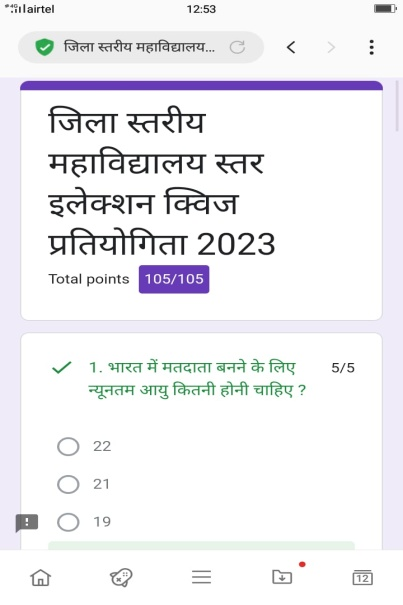 airtel
12:53
जिला स्तरीय महाविद्यालय...
जिला स्तरीय
महाविद्यालय स्तर
इलेक्शन क्विज
प्रतियोगिता 2023
Total points 105/105
1. भारत में मतदाता बनने के लिए 5/5
न्यूनतम आयु कितनी होनी चाहिए ?
22
21
19
12